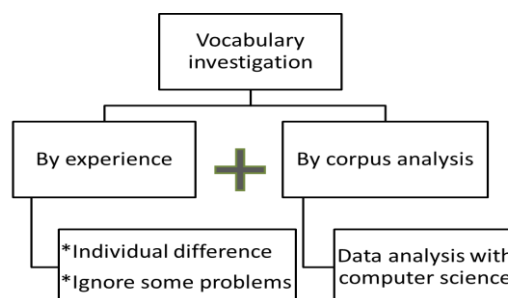 Vocabulary
investigation
By experience
By corpus analysis
*Individual difference
*Ignore some problems
Data analysis with
computer science